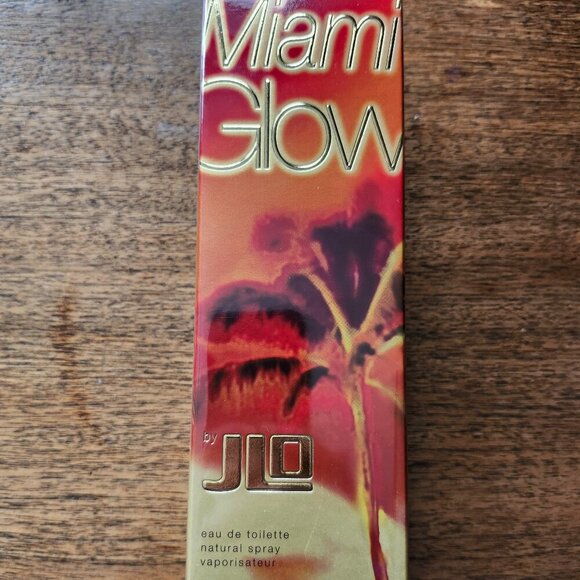 Miami
Glow
by JLO
eau de toilette
natural spray
vaporisateur